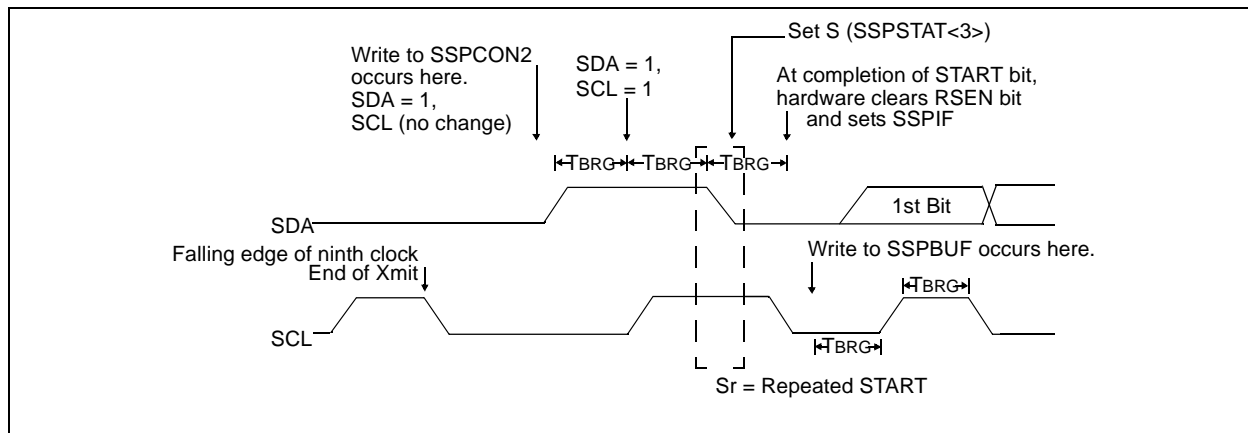 Set S (SSPSTAT<3>)
Write to SSPCON2
occurs here.
SDA = 1,
SCL (no change)
SDA = 1,
SCL = 1
At completion of START bit,
hardware clears RSEN bit
and sets SSPIF
TBRG
TBRG
TBRG
SDA
1st Bit
Falling edge of ninth clock
End of Xmit
Write to SSPBUF occurs here.
TBRG
SCL
TBRG
Sr = Repeated START